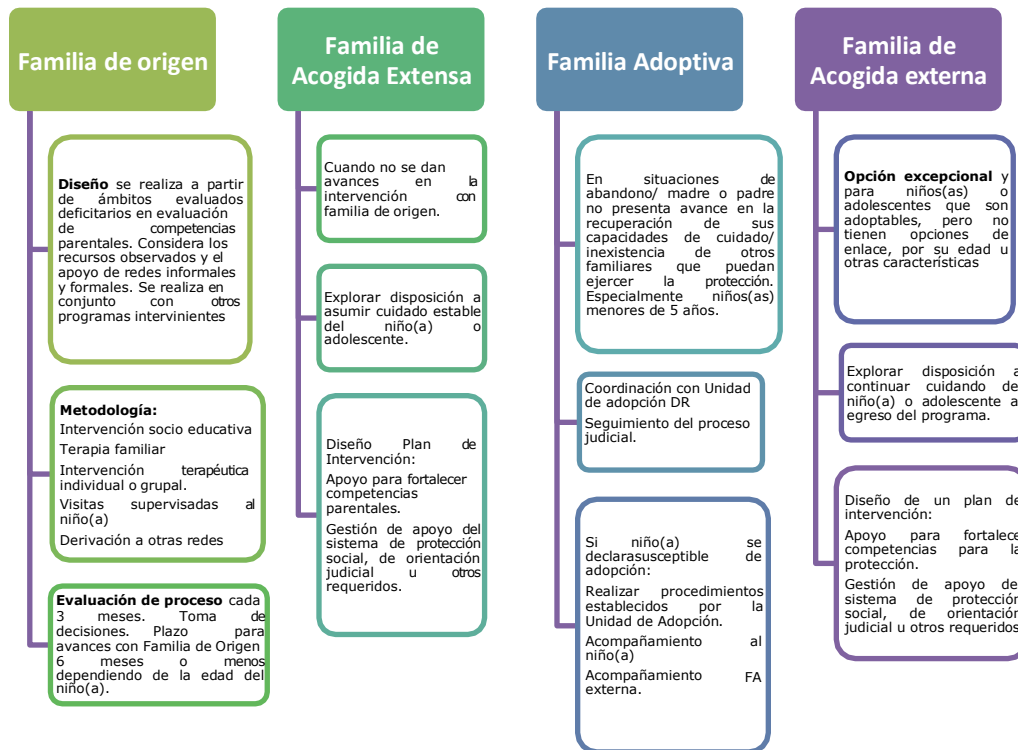 Familia de origen
Diseño se realiza a partir
de ámbitos evaluados
deficitarios en evaluación
de competencias
parentales. Considera los
recursos observados y el
apoyo de redes informales
y formales. Se realiza en
conjunto con otros
programas intervinientes
Metodología:
Intervención socio educativa
Terapia familiar
Intervención terapéutica
individual o grupal.
Visitas supervisadas al
niño(a)
Derivación a otras redes
Evaluación de proceso cada
3 meses. Toma de
decisiones. Plazo para
avances con Familia de Origen
6 meses o menos
dependiendo de la edad del
niño(a).
Familia de
Acogida Extensa
Cuando no se dan
avances en la
intervención con
familia de origen.
Explorar disposición a
asumir cuidado estable
del niño(a) o
adolescente.
Diseño Plan de
Intervención:
Apoyo para fortalecer
competencias
parentales.
Gestión de apoyo del
sistema de protección
social, de orientación
judicial u otros
requeridos.
Familia Adoptiva
En situaciones de
abandono/ madre o padre
no presenta avance en la
recuperación de sus
capacidades de cuidado/
inexistencia de otros
familiares que puedan
ejercer la protección.
Especialmente niños(as)
menores de 5 años.
Coordinación con Unidad
de adopción DR
Seguimiento del proceso
judicial.
Si niño(a) se
declarasusceptible de
adopción:
Realizar procedimientos
establecidos por la
Unidad de Adopción.
Acompañamiento al
niño(a)
Acompañamiento FA
externa.
Familia de
Acogida externa
Opción excepcional y
para niños(as) o
adolescentes que son
adoptables, pero no
tienen opciones de
enlace, por su edad u
otras características
Explorar disposición a
continuar cuidando de
niño(a) o adolescente a
egreso del programa.
Diseño de un plan de
intervención:
Apoyo para fortalece
competencias para la
protección.
Gestión de apoyo de
sistema de protección
social, de orientación
judicial u otros requeridos